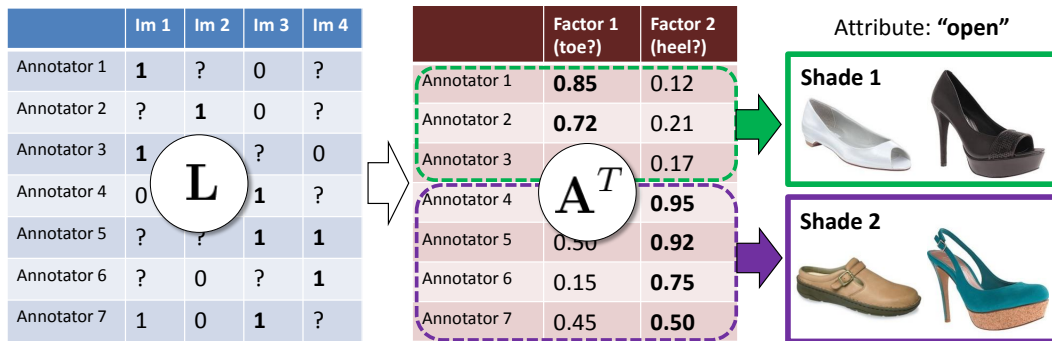 Im 1 Im 2 Im 3 Im 4
Annotator 1 1 ? 0 ?
Annotator 2 ? 1 0 ?
Annotator 3 1 ? 0
Annotator 4 0 1 ?
Annotator 5 ? ? 1 1
Annotator 6 ? 0 ? 1
Annotator 7 1 0 1 ?
L
Factor 1 (toe?) Factor 2 (heel?)
Annotator 1 0.85 0.12
Annotator 2 0.72 0.21
Annotator 3 0.17
Annotator 4 0.95
Annotator 5 0.92
Annotator 6 0.15 0.75
Annotator 7 0.45 0.50
A^T
Attribute: “open”
Shade 1
Shade 2